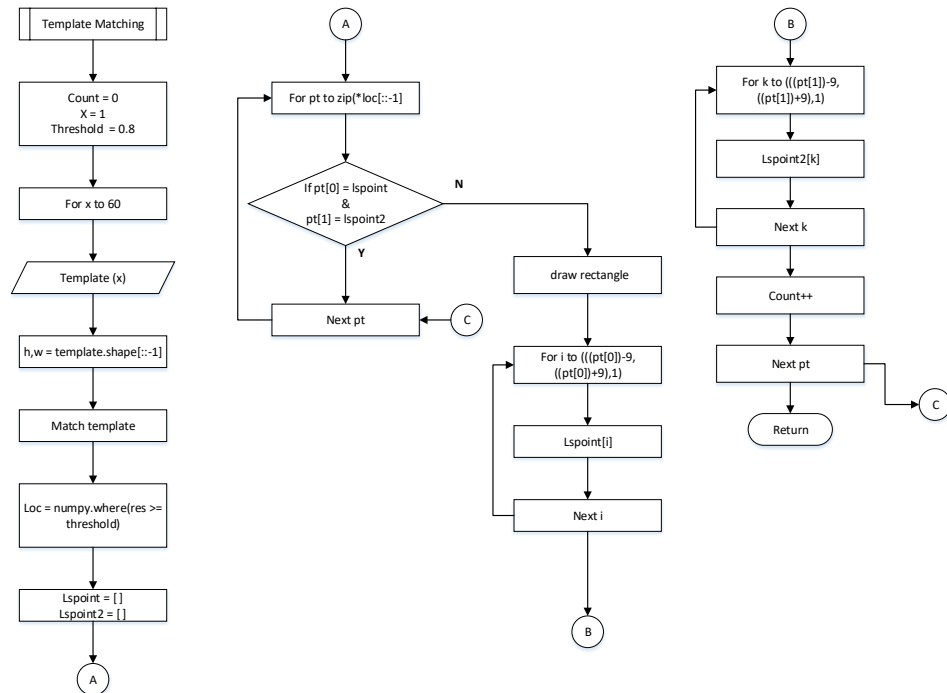 Template Matching
Count = 0
X = 1
Threshold = 0.8
For x to 60
Template (x)
h,w = template.shape[::-1]
Match template
Loc = numpy.where(res >=
threshold)
Lspoint = [ ]
Lspoint2 = [ ]
A
A
For pt to zip(*loc[::-1]
If pt[0] = lspoint
&
pt[1] = lspoint2
N
Y
Next pt
C
draw rectangle
For i to (((pt[0])-9,
((pt[0])+9),1)
Lspoint[i]
Next i
B
B
For k to (((pt[1])-9,
((pt[1])+9),1)
Lspoint2[k]
Next k
Count++
Next pt
C
Return